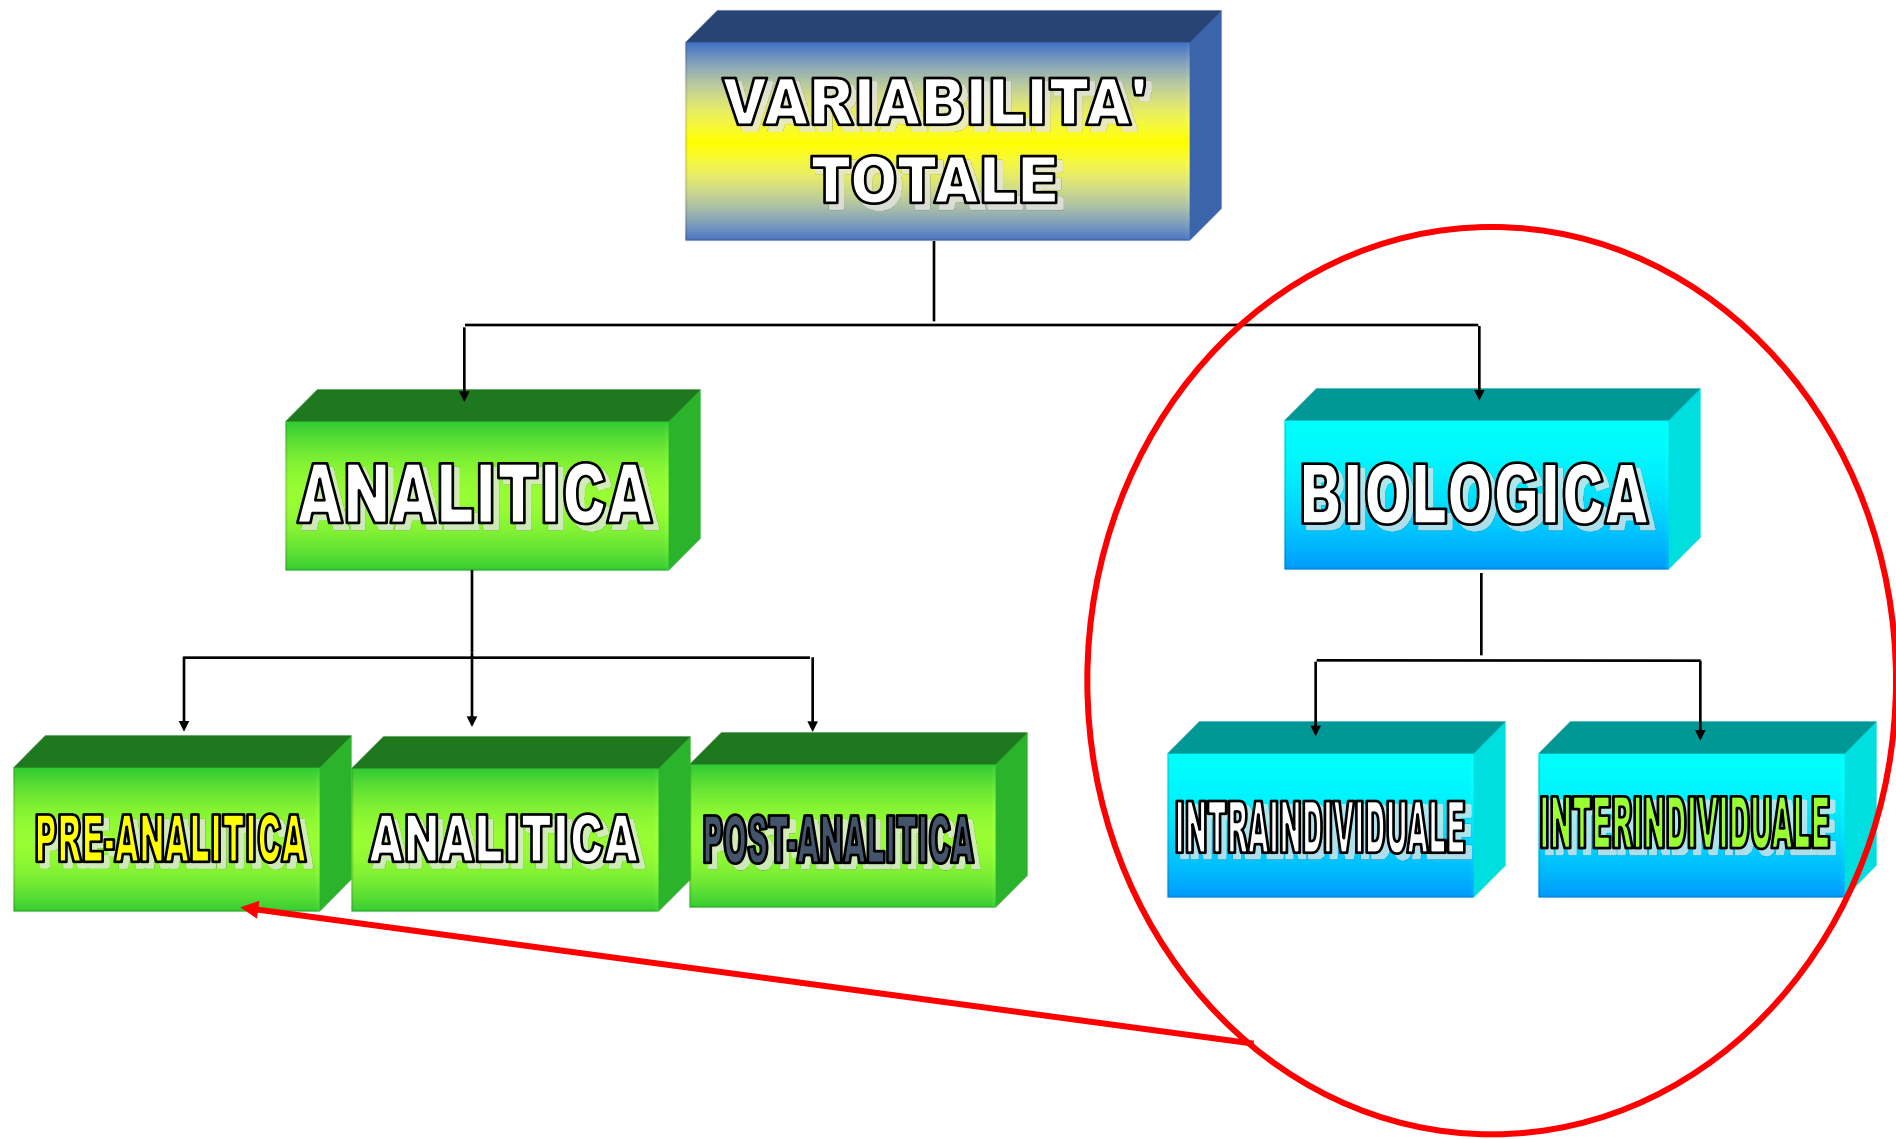 VARIABILITA'
TOTALE
ANALITICA
BIOLOGICA
PRE-ANALITICA
ANALITICA
POST-ANALITICA
INTRAINDIVIDUALE
INTERINDIVIDUALE